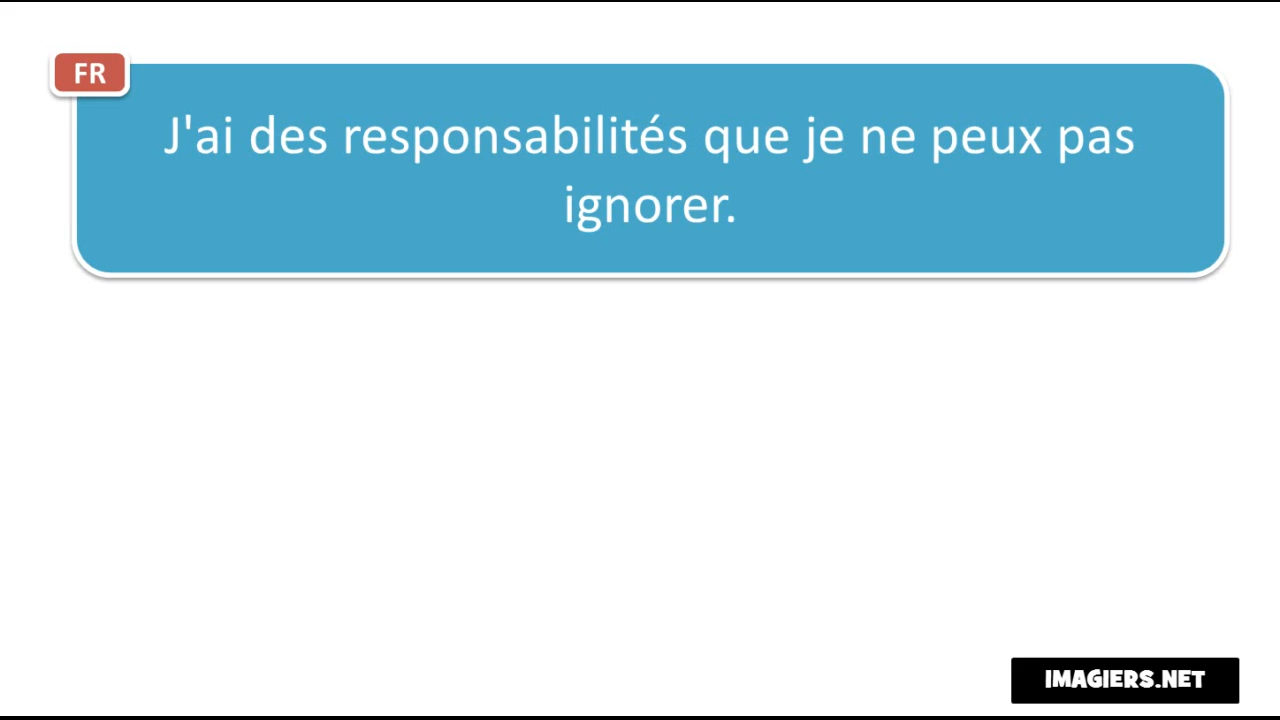 FR
J'ai des responsabilités que je ne peux pas
ignorer.
IMAGIERS.NET